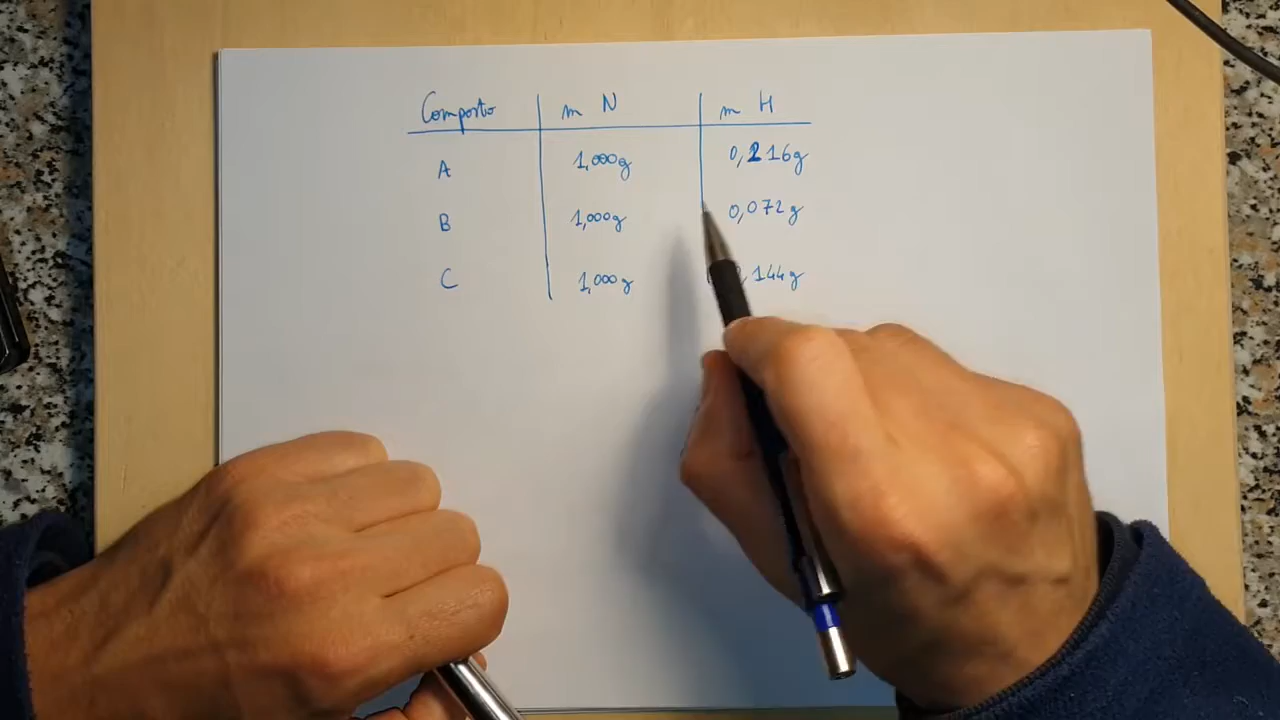 Composto m N m H
A 1,000g 0,216g
B 1,000g 0,072g
C 1,000g ,144g